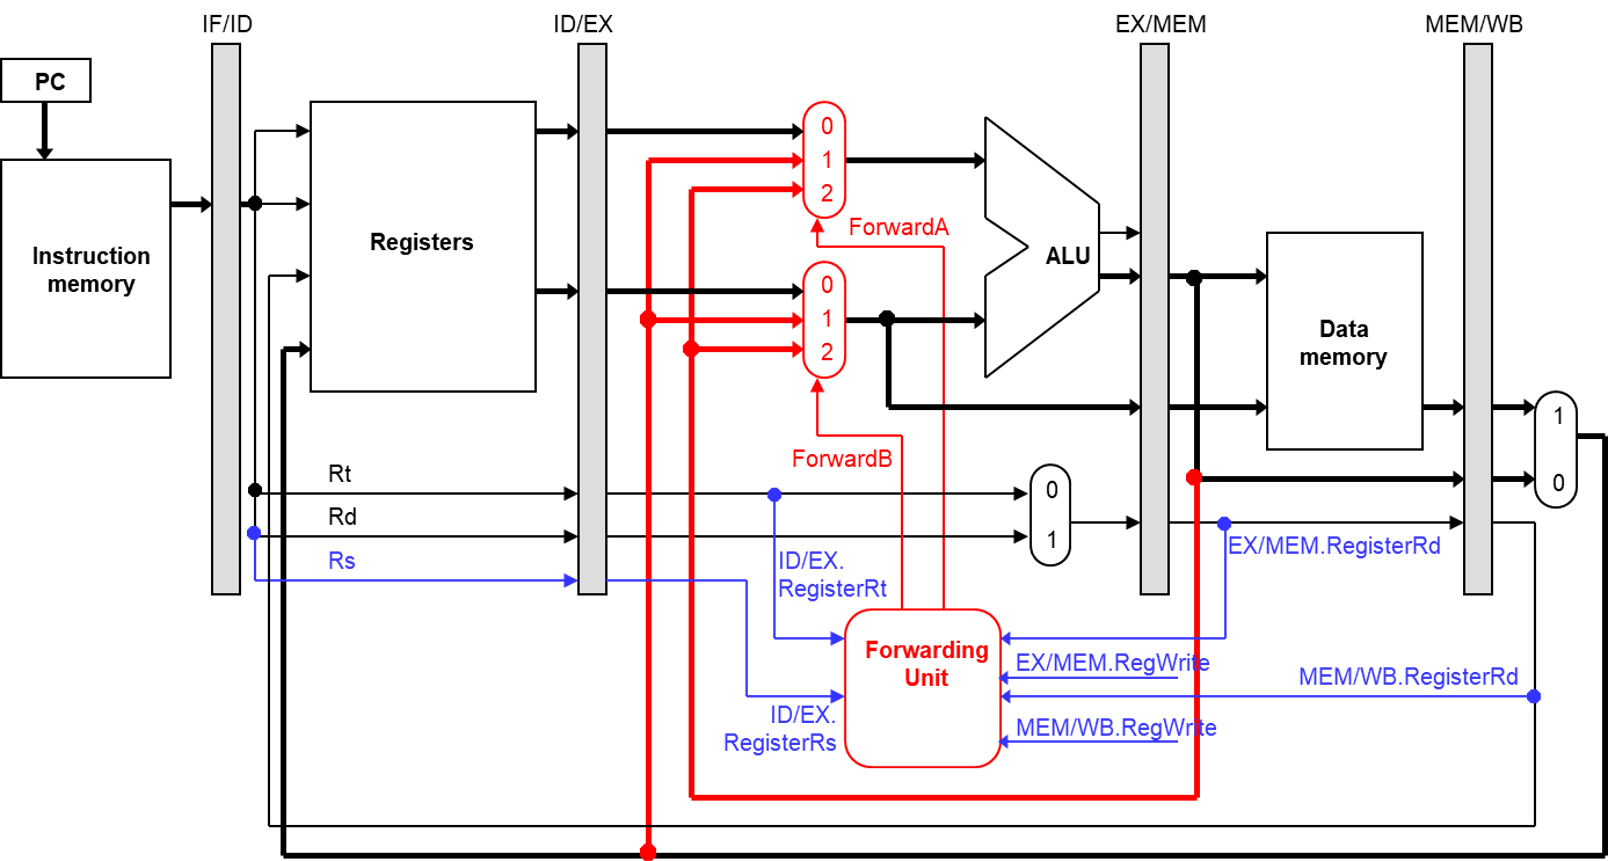 IF/ID
ID/EX
EX/MEM
MEM/WB
PC
0
1
2
ForwardA
Instruction
memory
Registers
ALU
0
1
2
Data
memory
1
0
ForwardB
Rt
Rd
Rs
0
1
ID/EX.
RegisterRt
EX/MEM.RegisterRd
Forwarding
Unit
EX/MEM.RegWrite
MEM/WB.RegisterRd
ID/EX.
RegisterRs
MEM/WB.RegWrite